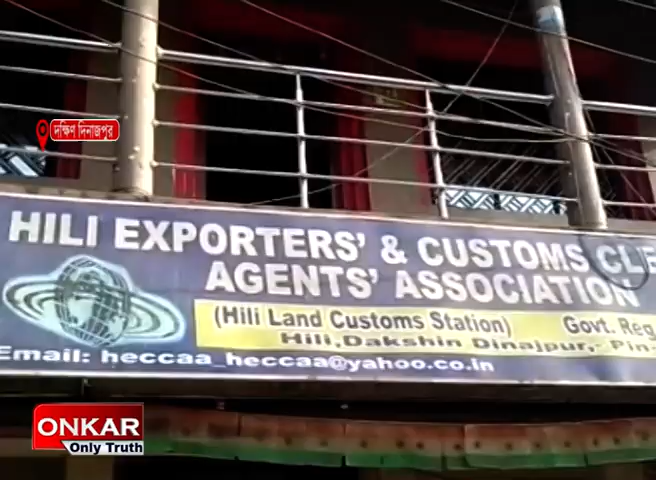 দক্ষিণ দিনাজপুর
HILI EXPORTERS' & CUSTOMS CLE
AGENTS' ASSOCIATION
(Hili Land Customs Station) Govt. Reg
Hili, Dakshin Dinajpur,- Pin-
Email: heccaa_heccaa@yahoo.co.in
ONKAR
Only Truth